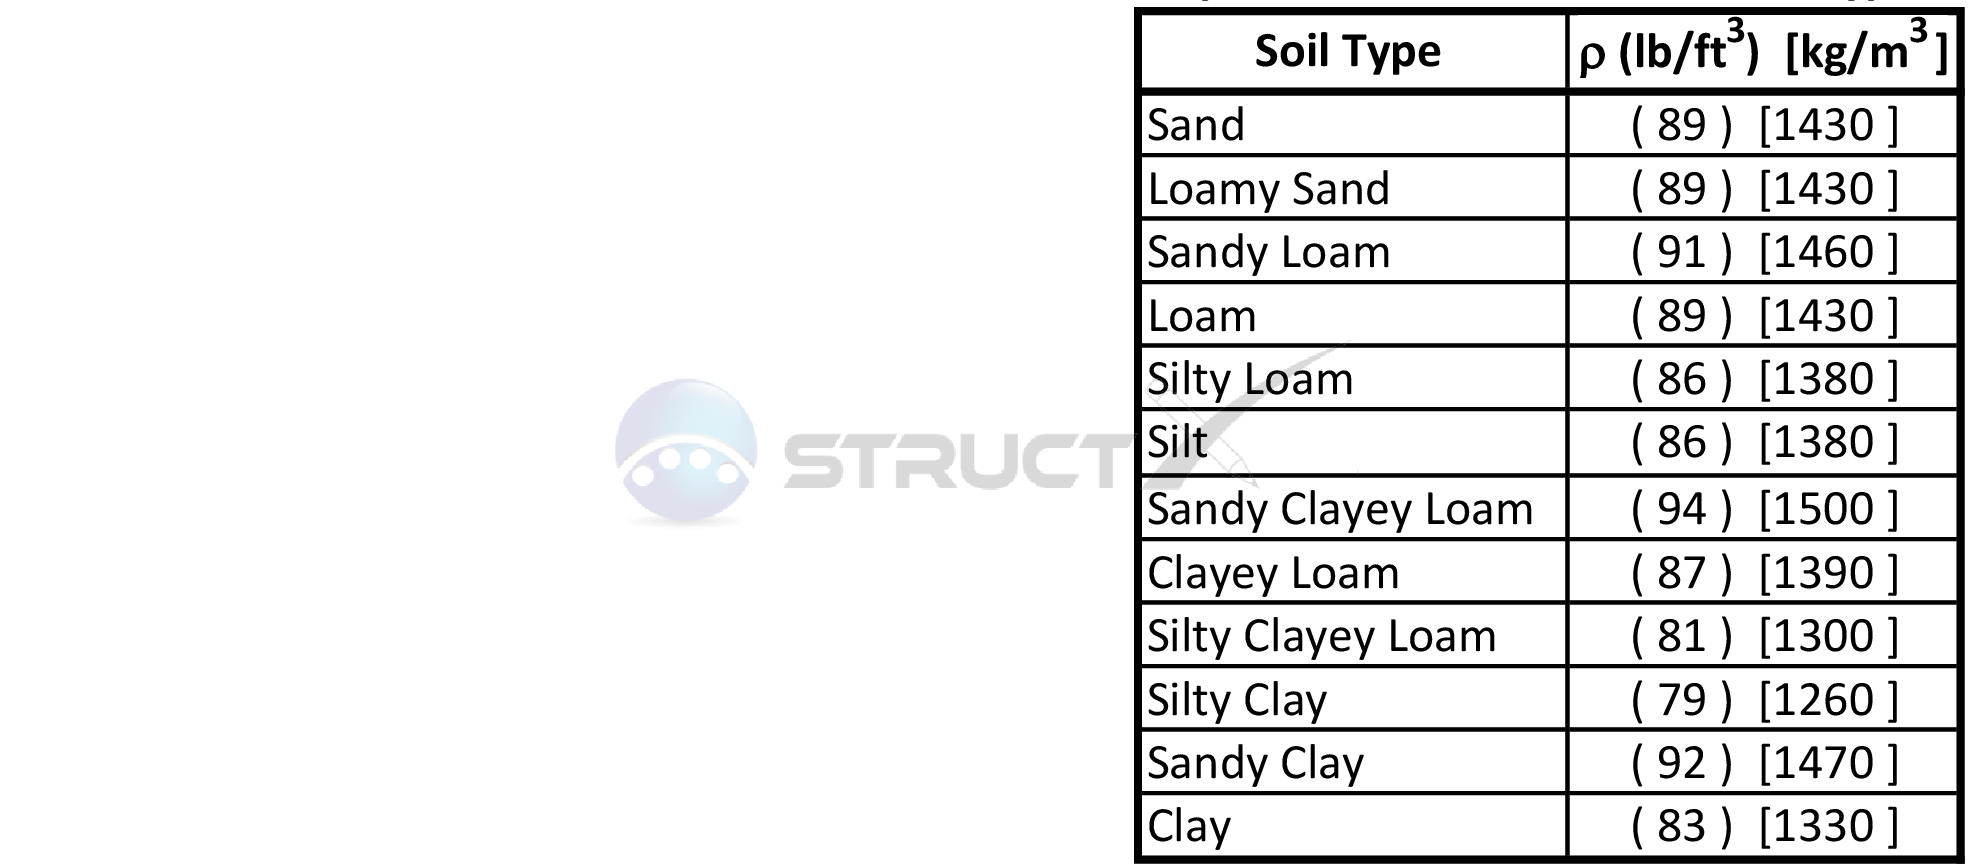 Soil Type ρ (lb/ft³) [kg/m³]
Sand ( 89 ) [1430 ]
Loamy Sand ( 89 ) [1430 ]
Sandy Loam ( 91 ) [1460 ]
Loam ( 89 ) [1430 ]
Silty Loam ( 86 ) [1380 ]
Silt ( 86 ) [1380 ]
STRUCTX
Sandy Clayey Loam ( 94 ) [1500 ]
Clayey Loam ( 87 ) [1390 ]
Silty Clayey Loam ( 81 ) [1300 ]
Silty Clay ( 79 ) [1260 ]
Sandy Clay ( 92 ) [1470 ]
Clay ( 83 ) [1330 ]